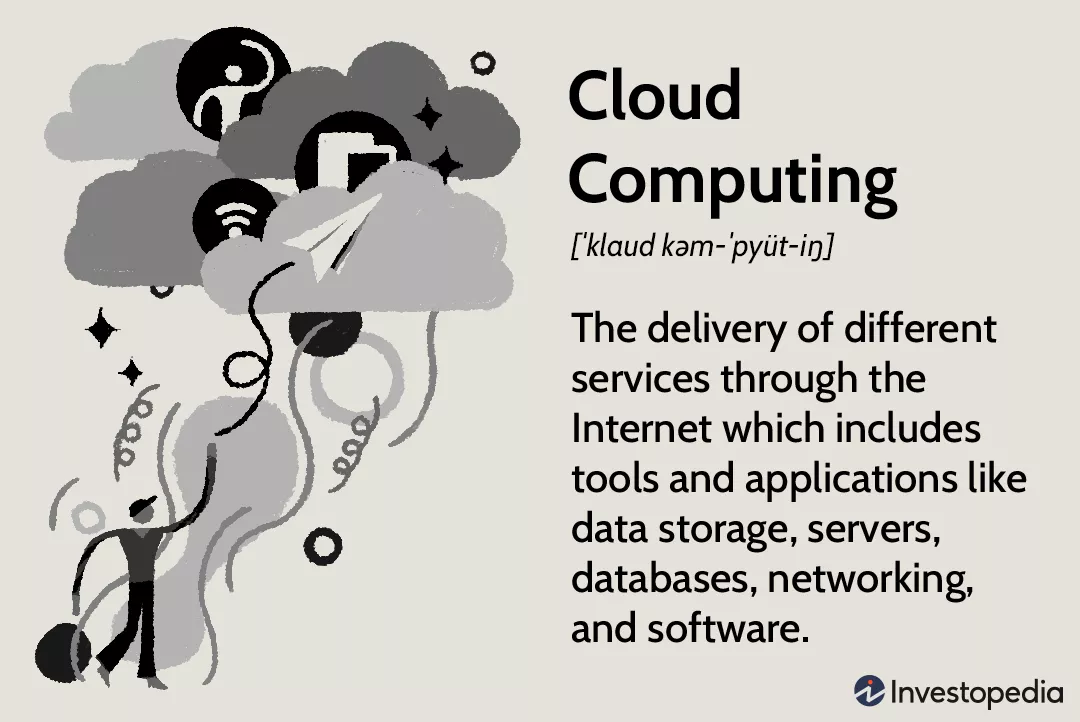 Cloud
Computing
[ˈklaud kəm-ˈpyüt-iŋ]
The delivery of different
services through the
Internet which includes
tools and applications like
data storage, servers,
databases, networking,
and software.
Investopedia